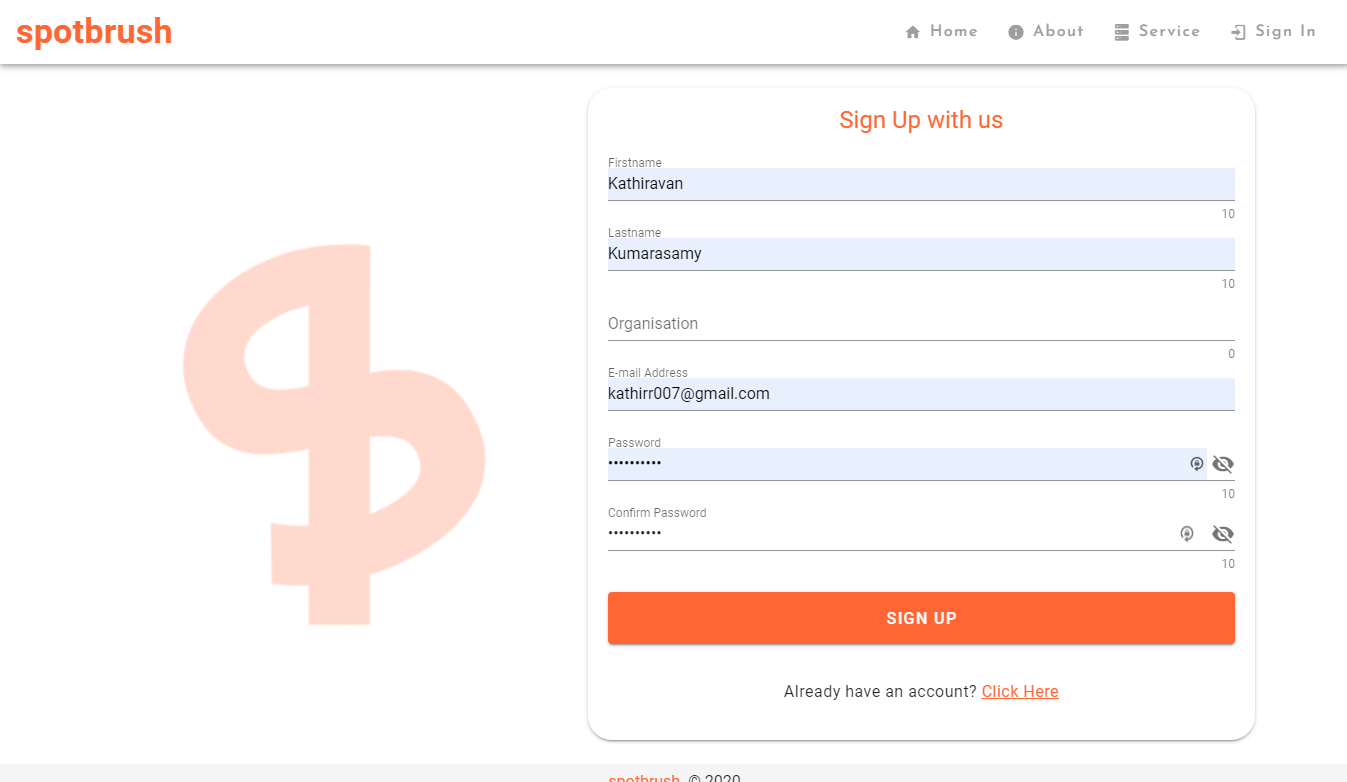 spotbrush
Home About Service Sign In
Sign Up with us
Firstname
Kathiravan
10
Lastname
Kumarasamy
10
Organisation
0
E-mail Address
kathirr007@gmail.com
Password
••••••••••
10
Confirm Password
••••••••••
10
SIGN UP
Already have an account? Click Here
spotbrush © 2020